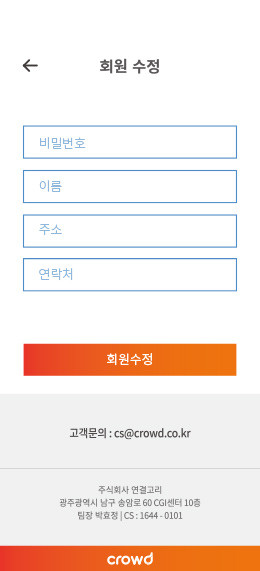 회원 수정
비밀번호
이름
주소
연락처
회원수정
고객문의 : cs@crowd.co.kr
주식회사 연결고리
광주광역시 남구 송암로 60 CGI센터 10층
팀장 박효정 | CS : 1644 - 0101
crowd